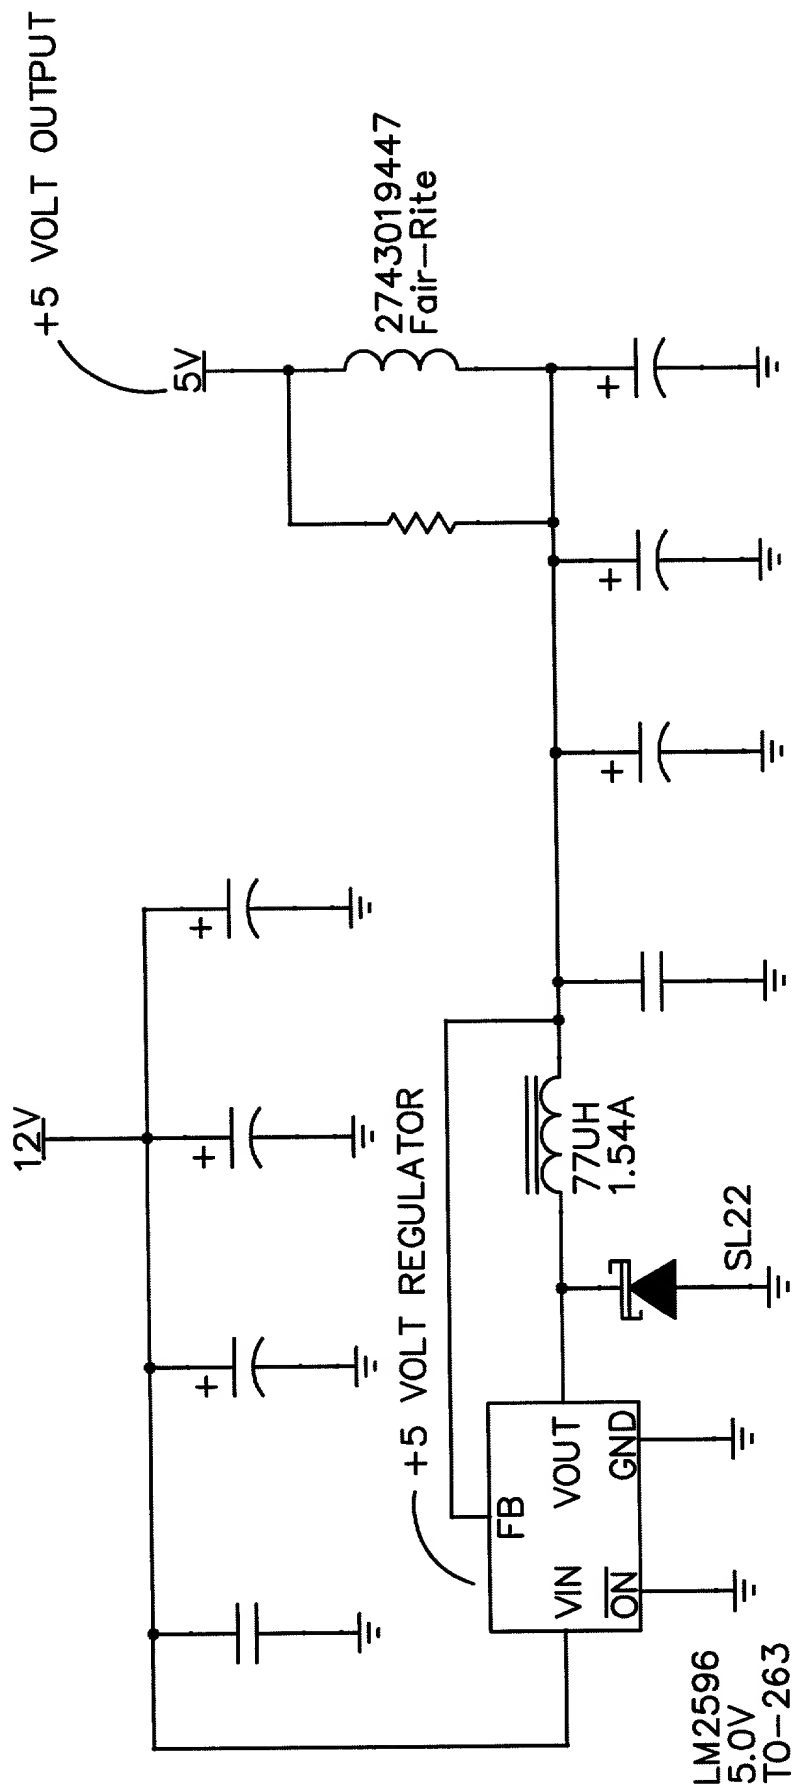 +5 VOLT OUTPUT
5V
2743019447
Fair-Rite
+
+
+
12V
+
+
+
+5 VOLT REGULATOR
77UH
1.54A
SL22
FB
VIN
VOUT
ON
GND
LM2596
5.0V
TO-263